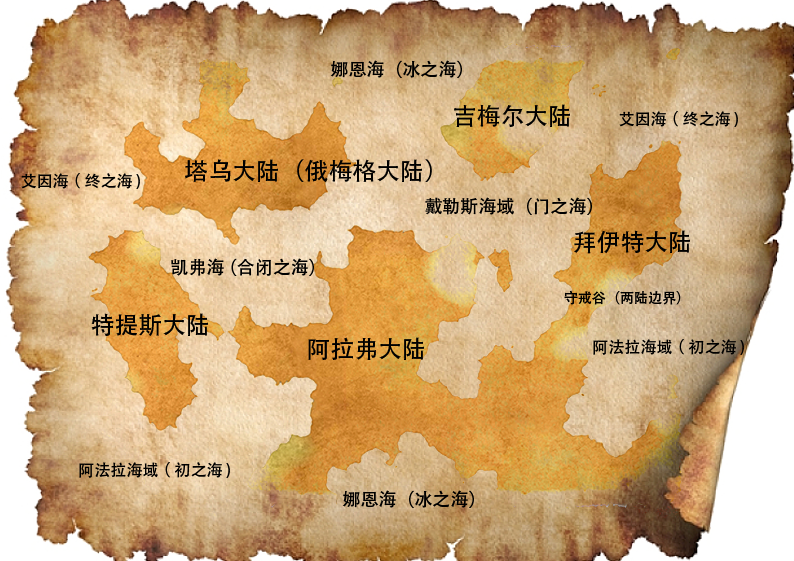 娜恩海（冰之海）
吉梅尔大陆
艾因海（终之海）
塔乌大陆（俄梅格大陆）
艾因海（终之海）
戴勒斯海域（门之海）
拜伊特大陆
凯弗海（合闭之海）
守戒谷（两陆边界）
特提斯大陆
阿拉弗大陆
阿法拉海域（初之海）
阿法拉海域（初之海）
娜恩海（冰之海）